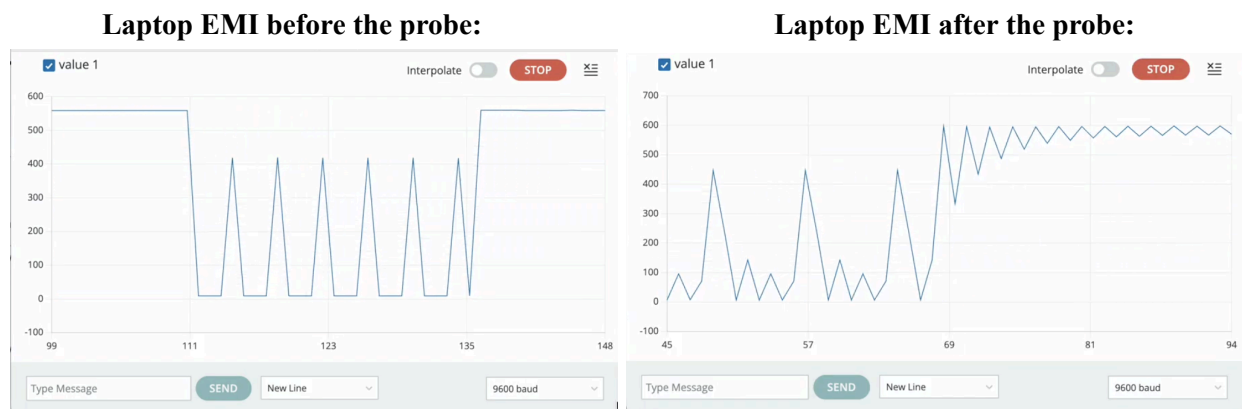 Laptop EMI before the probe:
value 1
Interpolate
STOP
600
500
400
300
200
100
0
-100
99
111
123
135
148
Type Message
SEND
New Line
9600 baud
Laptop EMI after the probe:
value 1
Interpolate
STOP
700
600
500
400
300
200
100
0
-100
45
57
69
81
94
Type Message
SEND
New Line
9600 baud